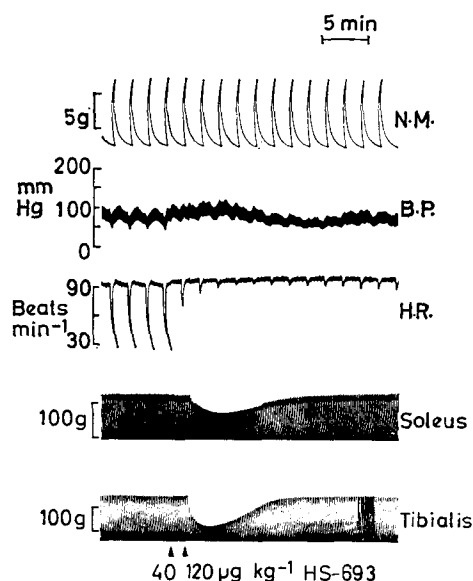 5 min
5g
N.M.
200
mm
Hg
100
0
B.P.
90
Beats
min⁻¹
30
H.R.
100g
Soleus
100g
Tibialis
40 120 µg kg⁻¹ HS-693